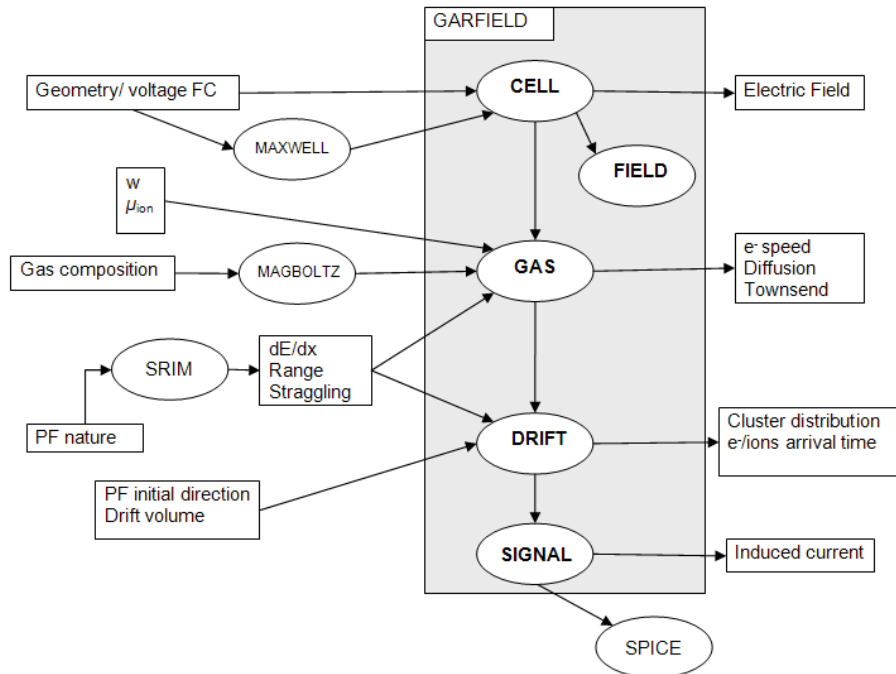 GARFIELD
Geometry/ voltage FC
CELL
Electric Field
MAXWELL
FIELD
w
μion
Gas composition
MAGBOLTZ
GAS
e- speed
Diffusion
Townsend
SRIM
dE/dx
Range
Straggling
PF nature
DRIFT
Cluster distribution
e-/ions arrival time
PF initial direction
Drift volume
SIGNAL
Induced current
SPICE